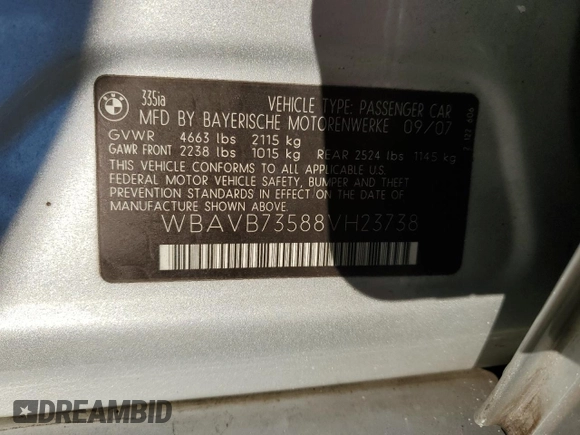 BMW
335ia
VEHICLE TYPE: PASSENGER CAR
MFD BY BAYERISCHE MOTORENWERKE 09/07
GVWR 4663 lbs 2115 kg
GAWR FRONT 2238 lbs 1015 kg REAR 2524 lbs 1145 kg
THIS VEHICLE CONFORMS TO ALL APPLICABLE U.S.
FEDERAL MOTOR VEHICLE SAFETY, BUMPER AND THEFT
PREVENTION STANDARDS IN EFFECT ON THE DATE OF
MANUFACTURE SHOWN ABOVE.
WBAVB73588VH23738
DREAMBID